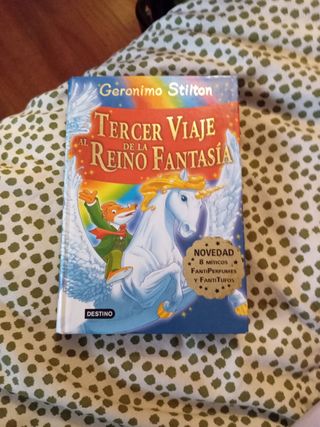 Geronimo Stilton
TERCER VIAJE
AL DE LA
REINO FANTASÍA
NOVEDAD
8 MÍTICOS
FANTIPERFUMES
Y FANTITUFOS
DESTINO